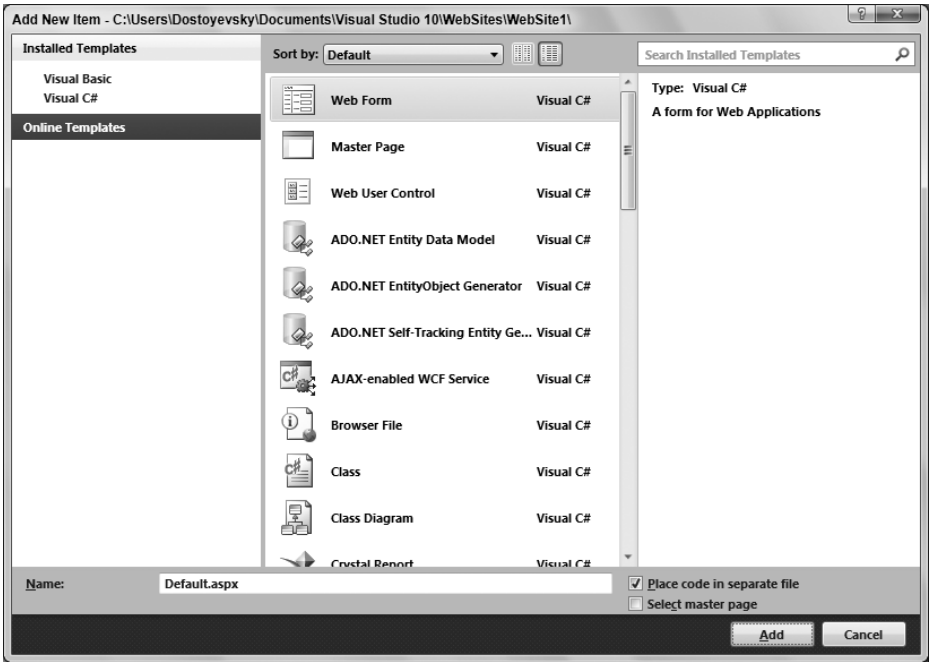 Add New Item - C:\Users\Dostoyevsky\Documents\Visual Studio 10\WebSites\WebSite1\
Installed Templates
Visual Basic
Visual C#
Online Templates
Sort by: Default
Search Installed Templates
Web Form Visual C#
Master Page Visual C#
Web User Control Visual C#
ADO.NET Entity Data Model Visual C#
ADO.NET EntityObject Generator Visual C#
ADO.NET Self-Tracking Entity Ge... Visual C#
AJAX-enabled WCF Service Visual C#
Browser File Visual C#
Class Visual C#
Class Diagram Visual C#
Crystal Report Visual C#
Type: Visual C#
A form for Web Applications
Name: Default.aspx
Place code in separate file
Select master page
Add Cancel